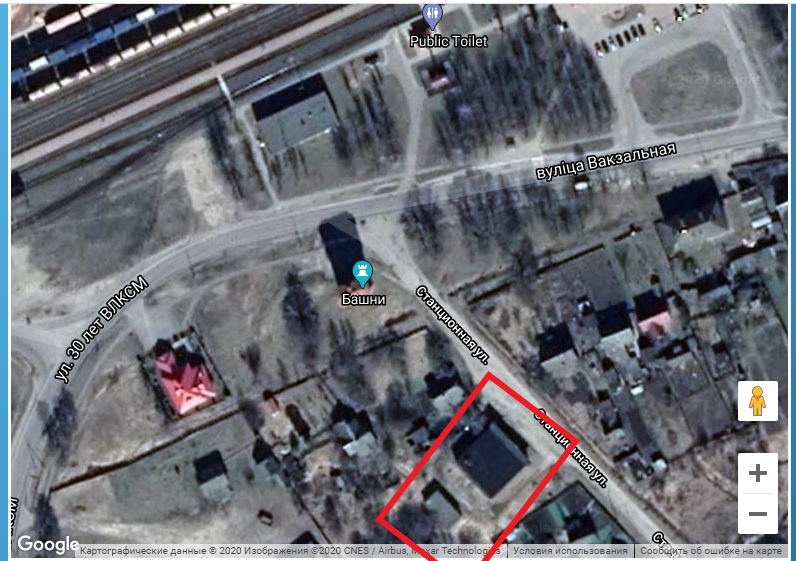 Public Toilet
вуліца Вакзальная
Башни
ул. 30 лет ВЛКСМ
Станционная ул.
Станционная ул.
Google
Картографические данные © 2020 Изображения ©2020 CNES / Airbus, Maxar Technologies
Условия использования
Сообщить об ошибке на карте